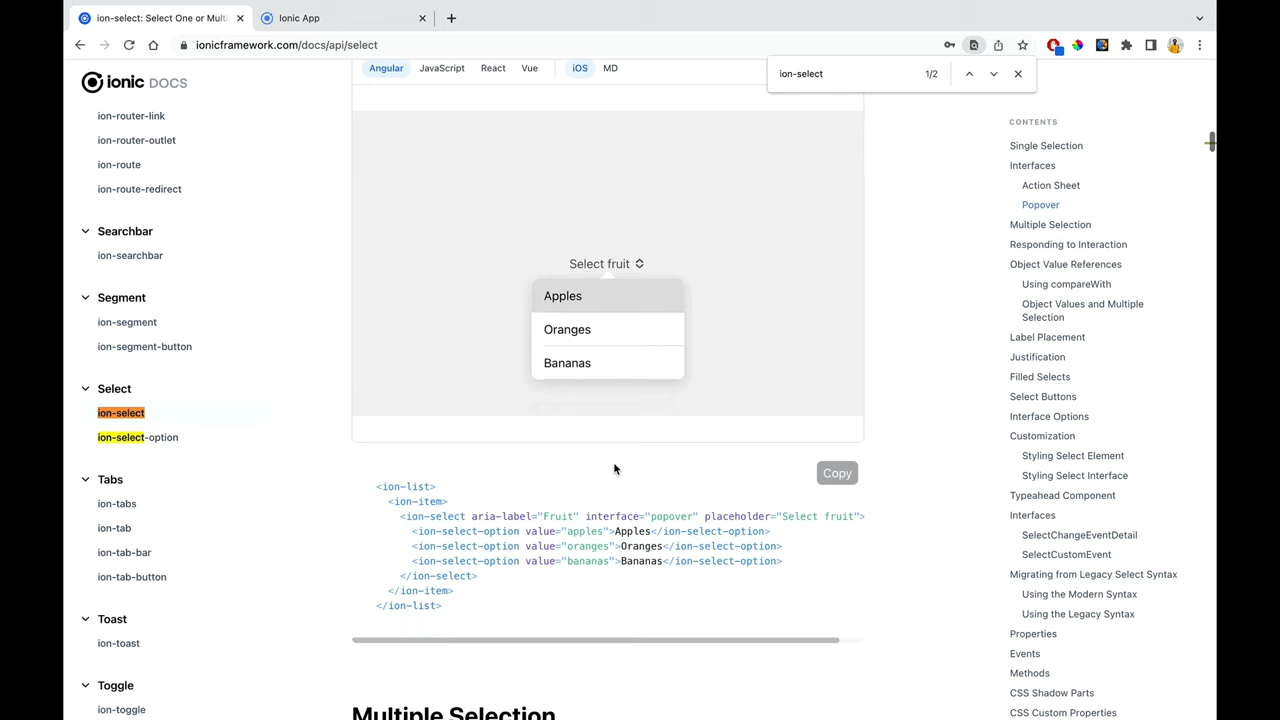 ion-select: Select One or Multi
Ionic App
ionicframework.com/docs/api/select
ion-select
1/2
ionic DOCS
ion-router-link
ion-router-outlet
ion-route
ion-route-redirect
Searchbar
ion-searchbar
Segment
ion-segment
ion-segment-button
Select
ion-select
ion-select-option
Tabs
ion-tabs
ion-tab
ion-tab-bar
ion-tab-button
Toast
ion-toast
Toggle
ion-toggle
Angular JavaScript React Vue iOS MD
Select fruit
Apples
Oranges
Bananas
Copy
<ion-list>
<ion-item>
<ion-select aria-label="Fruit" interface="popover" placeholder="Select fruit">
<ion-select-option value="apples">Apples</ion-select-option>
<ion-select-option value="oranges">Oranges</ion-select-option>
<ion-select-option value="bananas">Bananas</ion-select-option>
</ion-select>
</ion-item>
</ion-list>
Multiple Selection
CONTENTS
Single Selection
Interfaces
Action Sheet
Popover
Multiple Selection
Responding to Interaction
Object Value References
Using compareWith
Object Values and Multiple
Selection
Label Placement
Justification
Filled Selects
Select Buttons
Interface Options
Customization
Styling Select Element
Styling Select Interface
Typeahead Component
Interfaces
SelectChangeEventDetail
SelectCustomEvent
Migrating from Legacy Select Syntax
Using the Modern Syntax
Using the Legacy Syntax
Properties
Events
Methods
CSS Shadow Parts
CSS Custom Properties